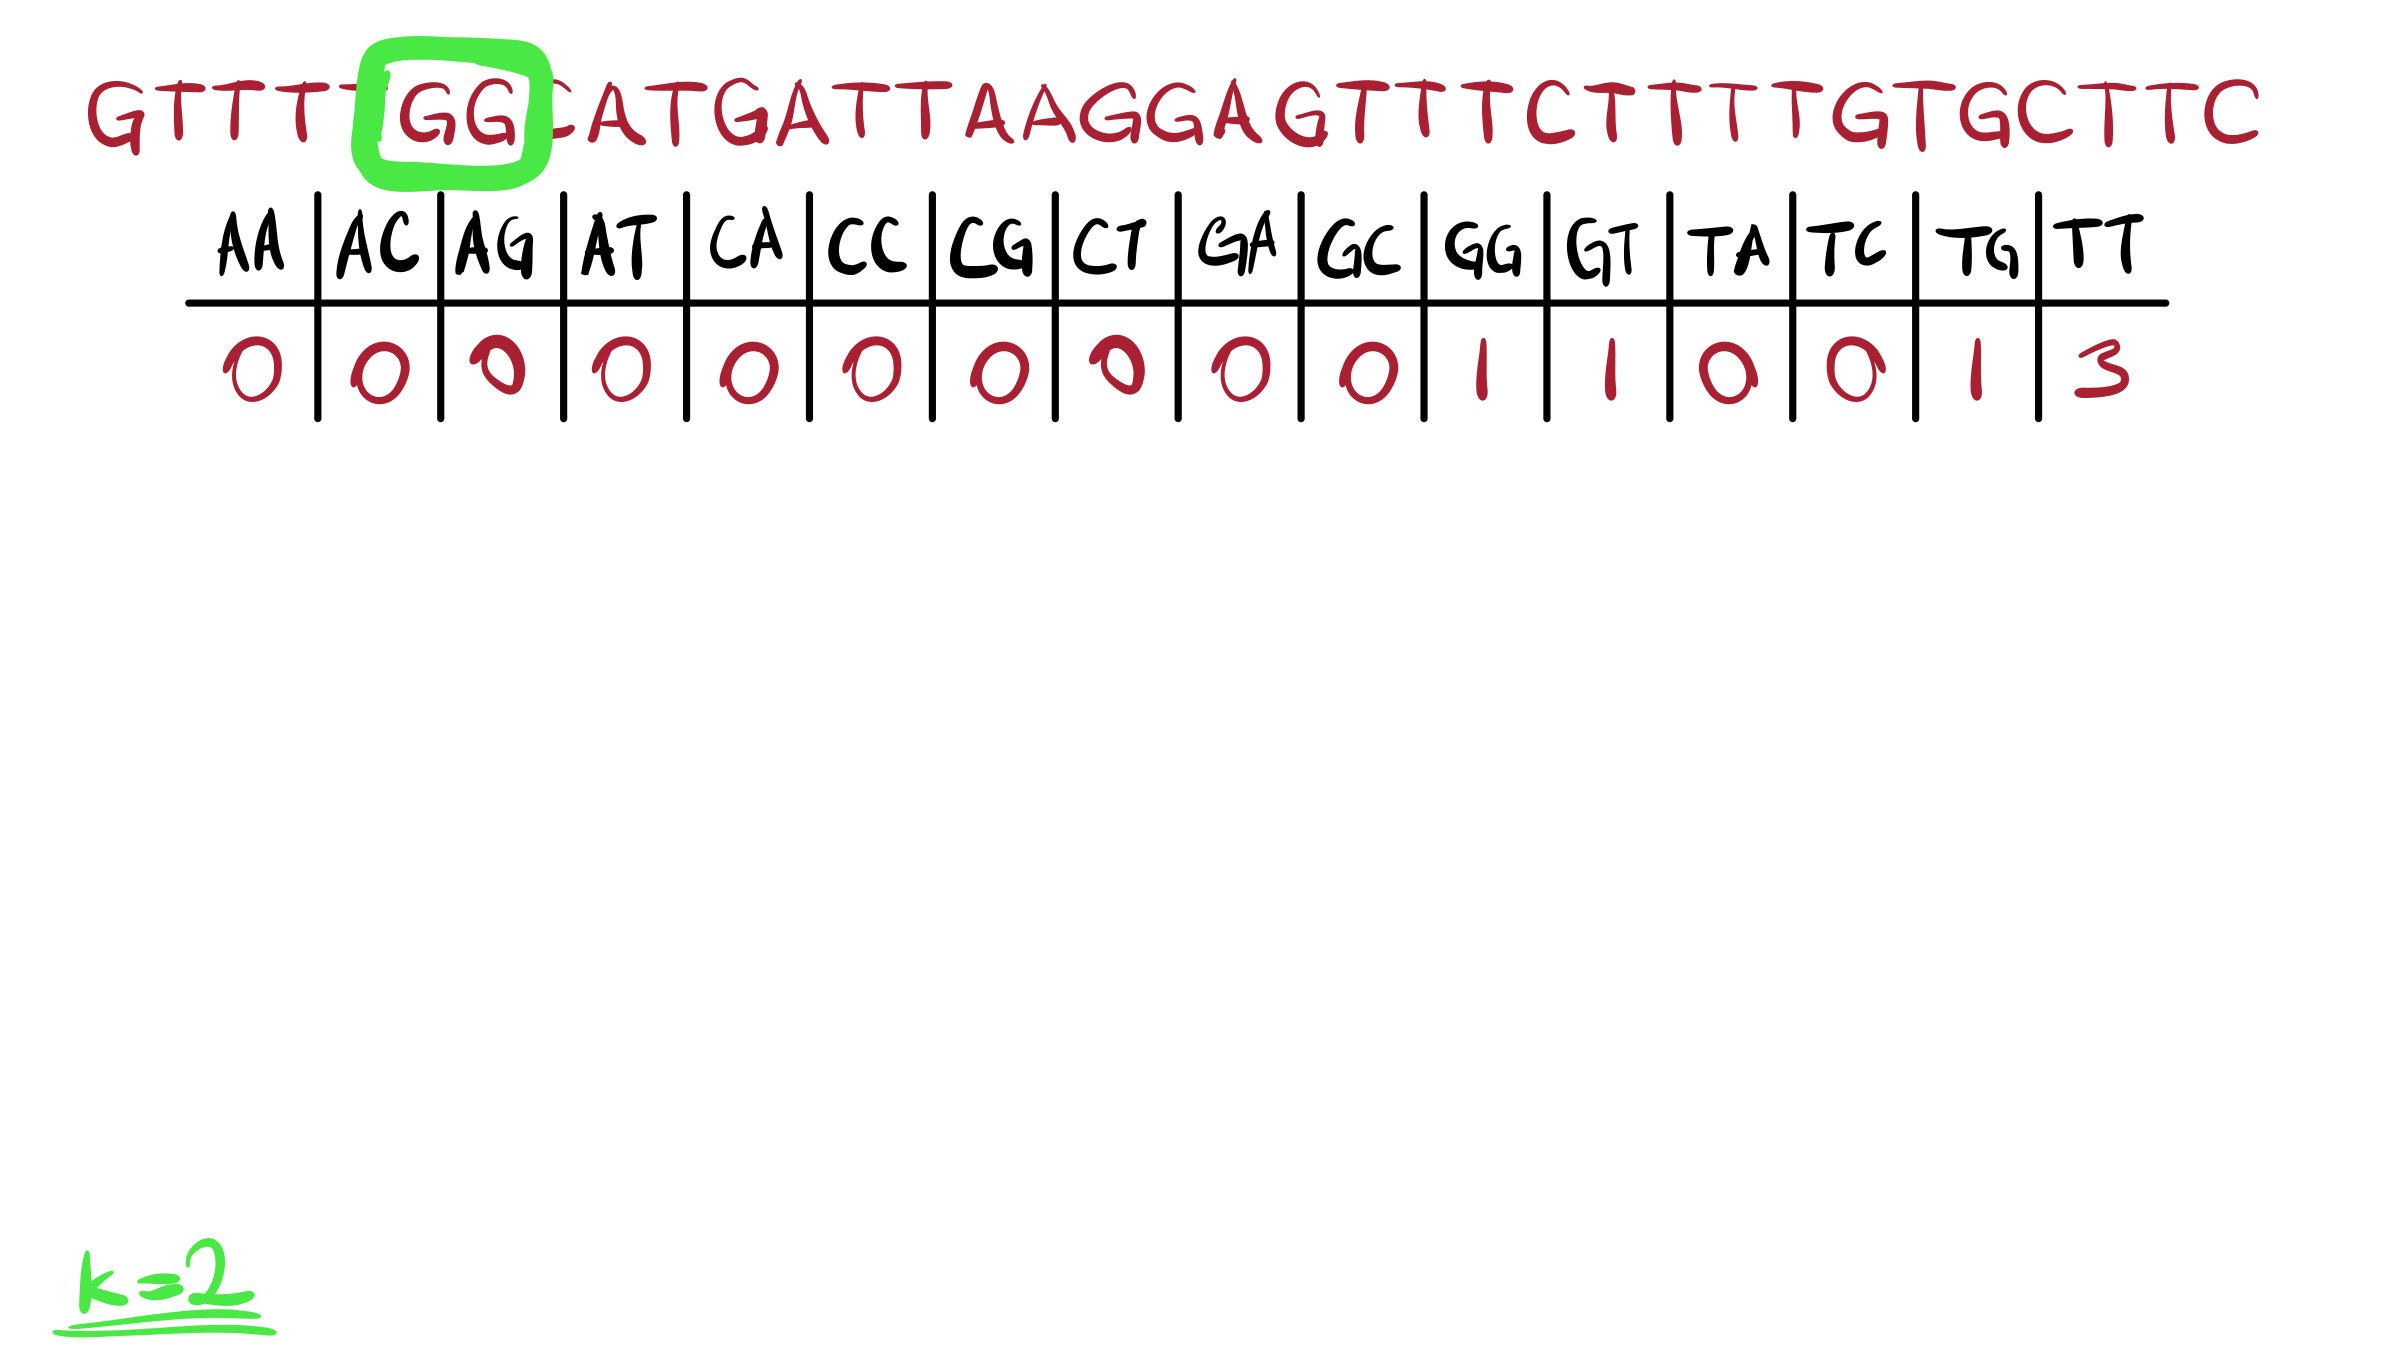 GTTTTGGCATGATTAAGGAGTTTCTTTTGTGCTTC
AA AC AG AT CA CC CG CT GA GC GG GT TA TC TG TT
0 0 0 0 0 0 0 0 0 0 1 1 0 0 1 3
k=2